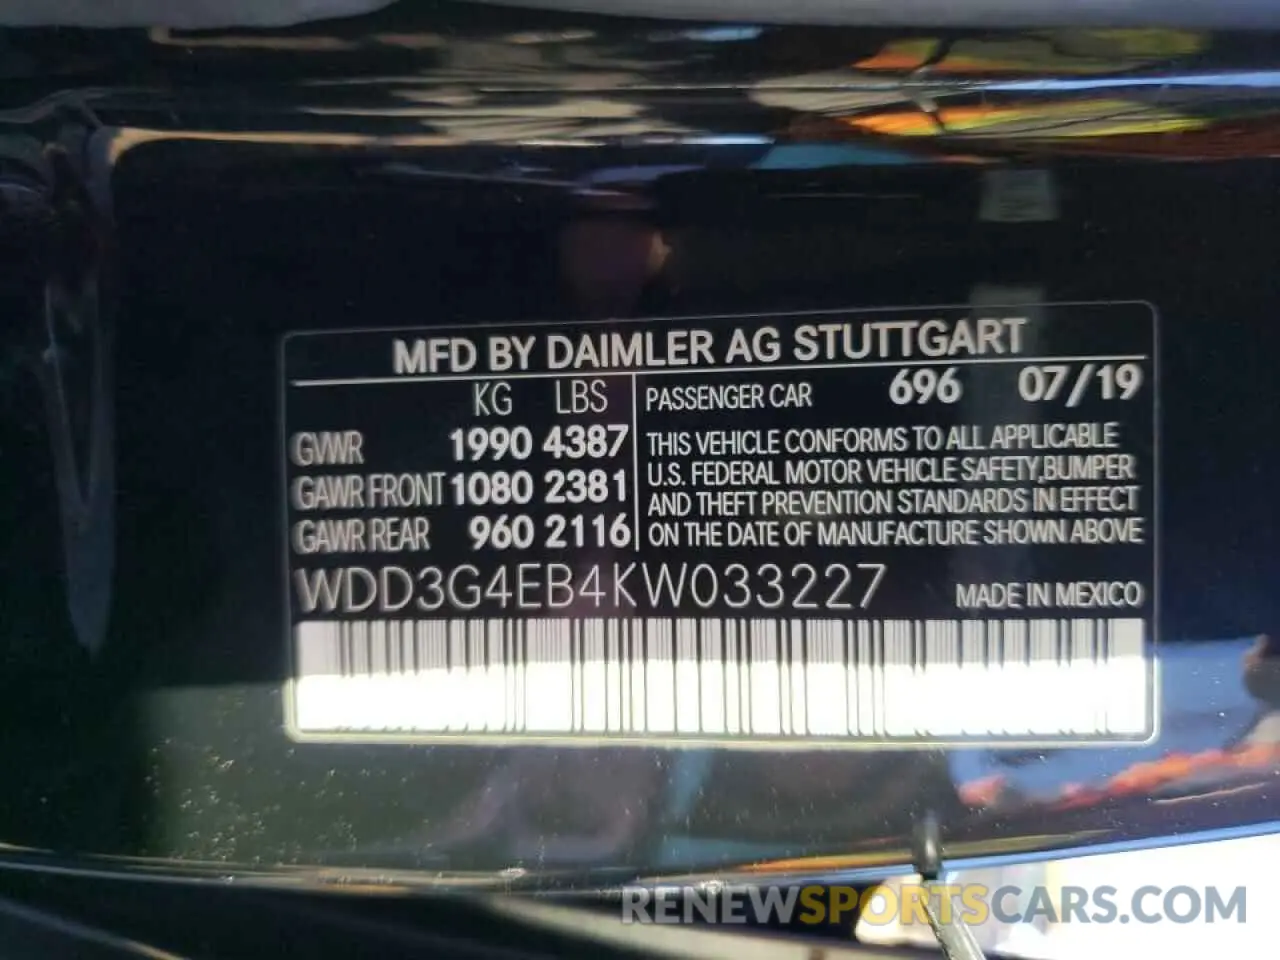 MFD BY DAIMLER AG STUTTGART
KG LBS
GVWR 1990 4387
GAWR FRONT 1080 2381
GAWR REAR 960 2116
PASSENGER CAR 696 07/19
THIS VEHICLE CONFORMS TO ALL APPLICABLE
U.S. FEDERAL MOTOR VEHICLE SAFETY, BUMPER
AND THEFT PREVENTION STANDARDS IN EFFECT
ON THE DATE OF MANUFACTURE SHOWN ABOVE
WDD3G4EB4KW033227 MADE IN MEXICO
RENEWSPORTSCARS.COM